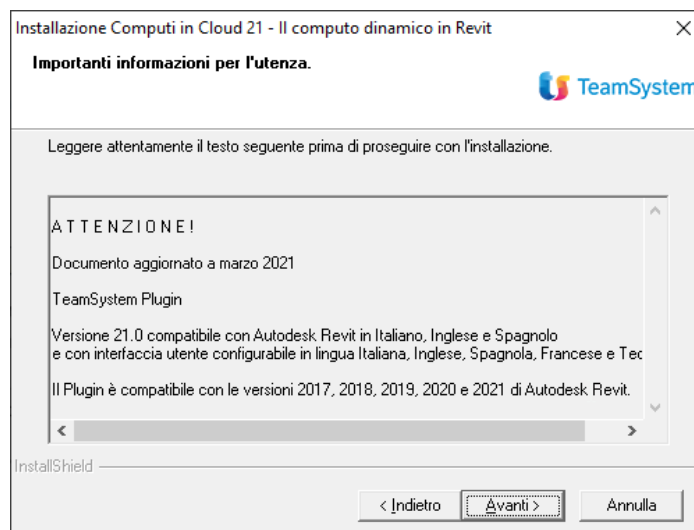 Installazione Computi in Cloud 21 - Il computo dinamico in Revit
Importanti informazioni per l'utenza.
TeamSystem
Leggere attentamente il testo seguente prima di proseguire con l'installazione.
A T T E N Z I O N E !
Documento aggiornato a marzo 2021
TeamSystem Plugin
Versione 21.0 compatibile con Autodesk Revit in Italiano, Inglese e Spagnolo
e con interfaccia utente configurabile in lingua Italiana, Inglese, Spagnola, Francese e
Il Plugin è compatibile con le versioni 2017, 2018, 2019, 2020 e 2021 di Autodesk Revit.
InstallShield
< Indietro
Avanti >
Annulla